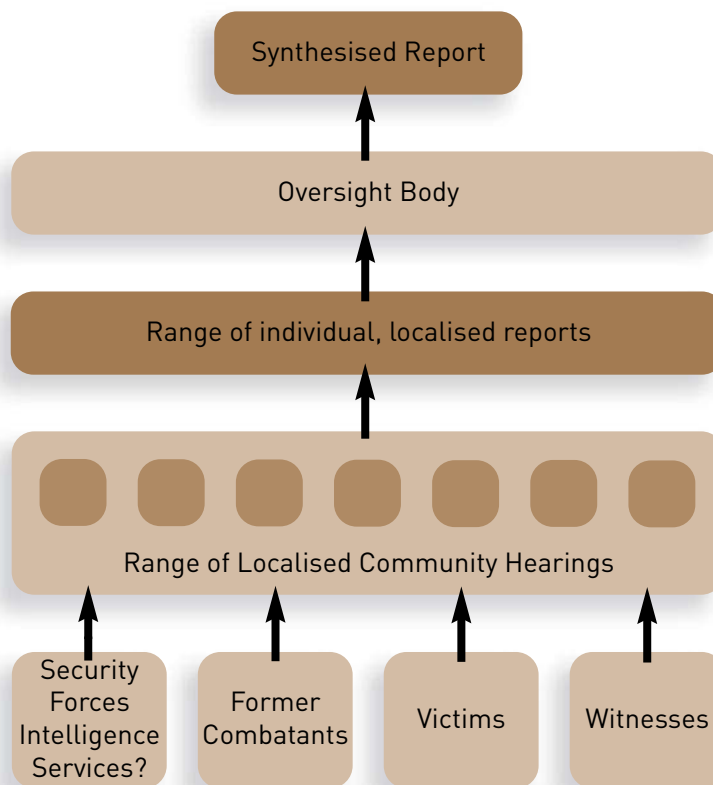 Synthesised Report
Oversight Body
Range of individual, localised reports
Range of Localised Community Hearings
Security
Forces
Intelligence
Services?
Former
Combatants
Victims
Witnesses